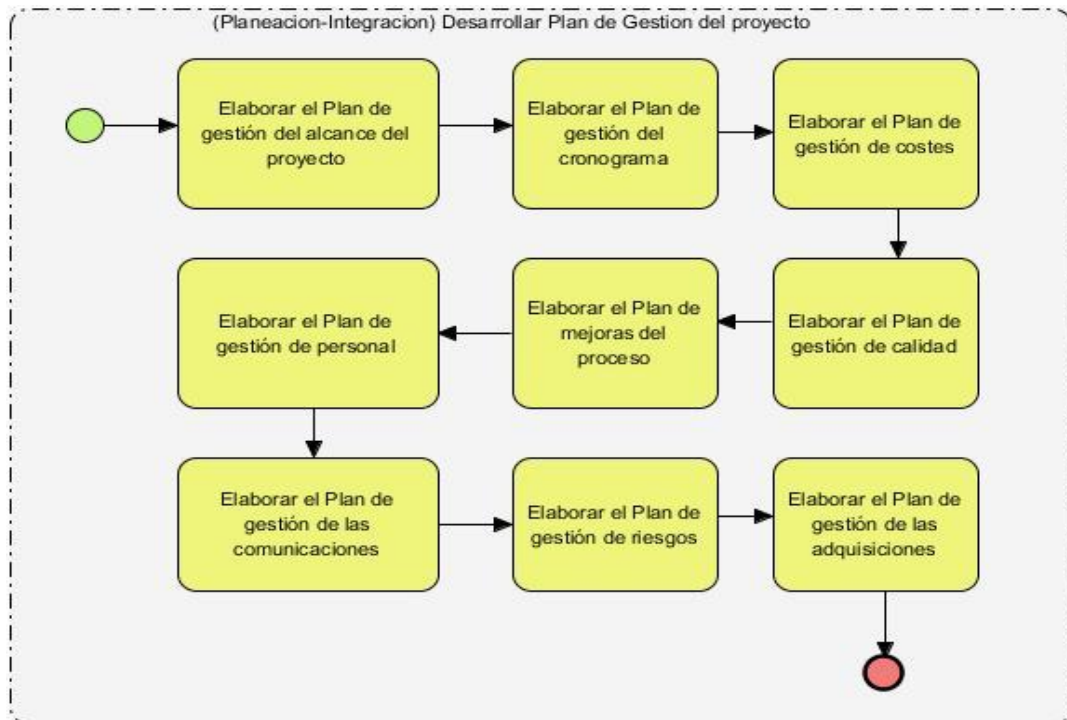 (Planeacion-Integracion) Desarrollar Plan de Gestion del proyecto
Elaborar el Plan de
gestión del alcance del
proyecto
Elaborar el Plan de
gestión del
cronograma
Elaborar el Plan de
gestión de costes
Elaborar el Plan de
gestión de calidad
Elaborar el Plan de
mejoras del
proceso
Elaborar el Plan de
gestión de personal
Elaborar el Plan de
gestión de las
comunicaciones
Elaborar el Plan de
gestión de riesgos
Elaborar el Plan de
gestión de las
adquisiciones